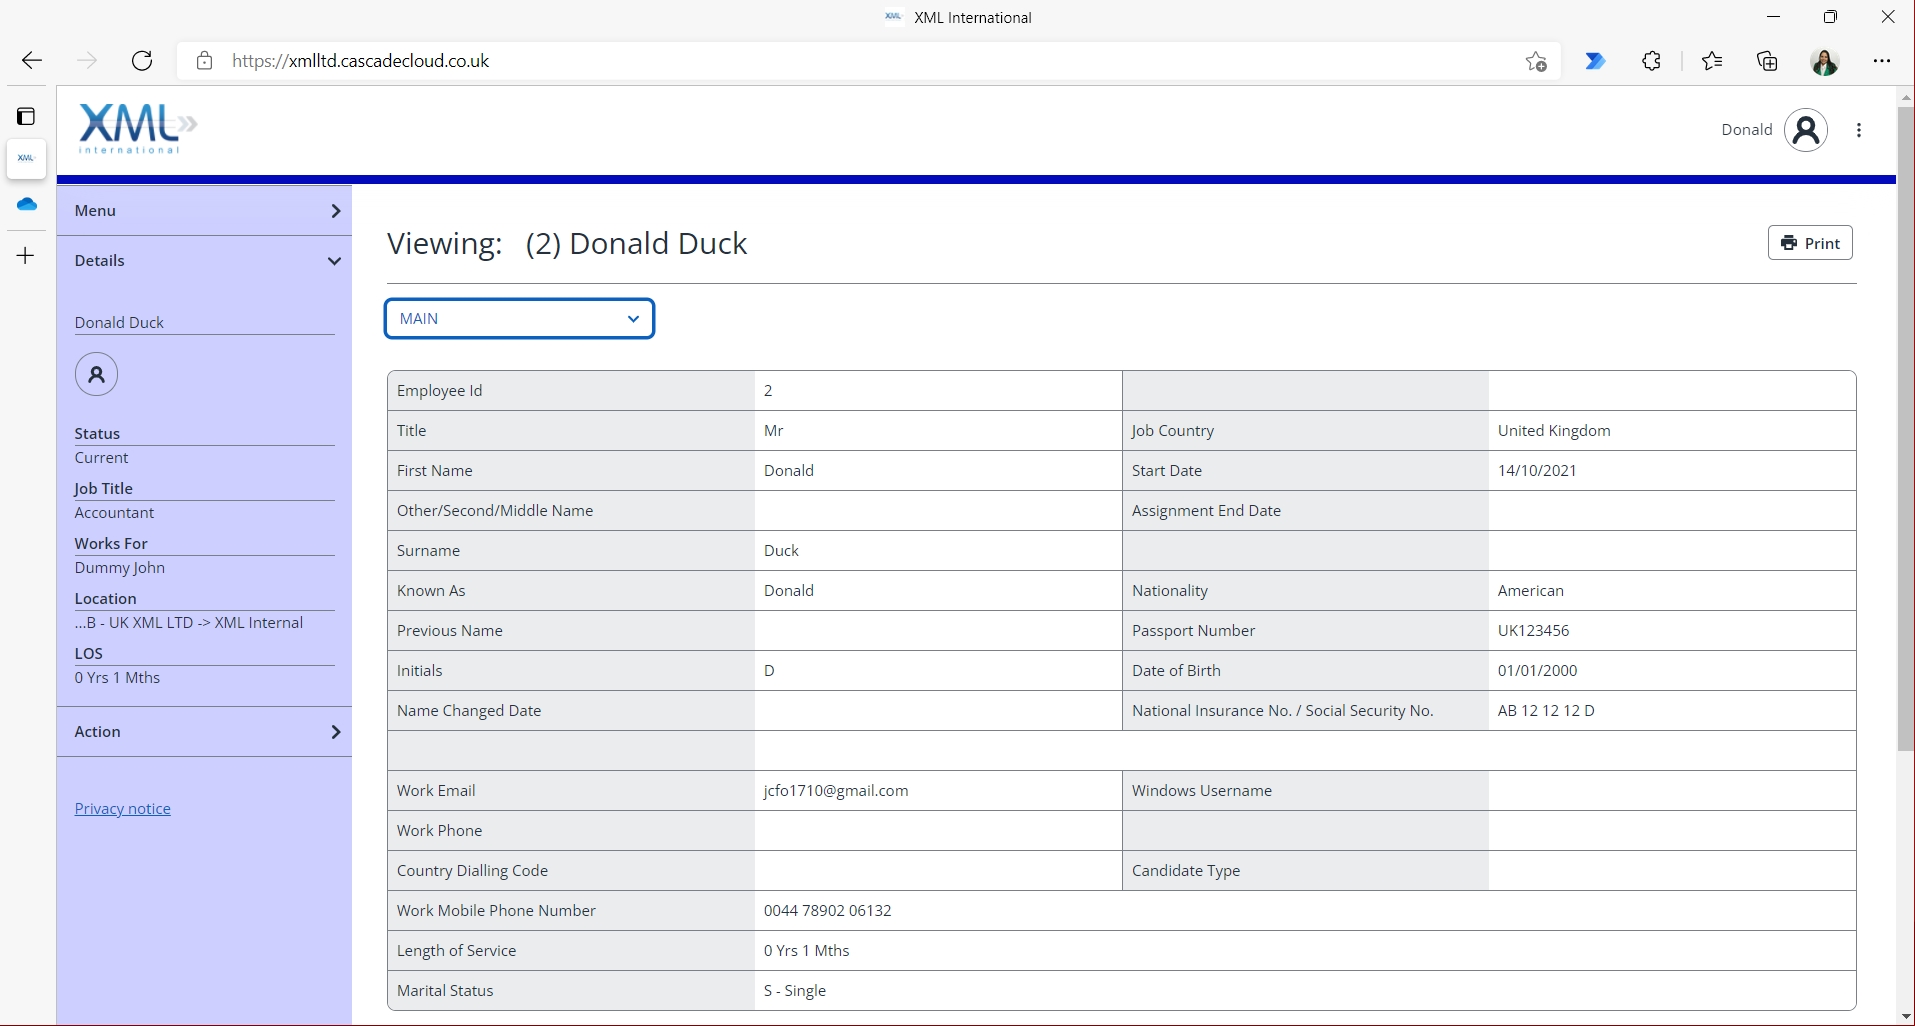 XML XML International
https://xmlltd.cascadecloud.co.uk
XML international
Donald
XML
Menu
Details
Donald Duck
Status
Current
Job Title
Accountant
Works For
Dummy John
Location
...B - UK XML LTD -> XML Internal
LOS
0 Yrs 1 Mths
Action
Privacy notice
Viewing: (2) Donald Duck
Print
MAIN
Employee Id 2
Title Mr Job Country United Kingdom
First Name Donald Start Date 14/10/2021
Other/Second/Middle Name Assignment End Date
Surname Duck
Known As Donald Nationality American
Previous Name Passport Number UK123456
Initials D Date of Birth 01/01/2000
Name Changed Date National Insurance No. / Social Security No. AB 12 12 12 D
Work Email jcfo1710@gmail.com Windows Username
Work Phone
Country Dialling Code Candidate Type
Work Mobile Phone Number 0044 78902 06132
Length of Service 0 Yrs 1 Mths
Marital Status S - Single